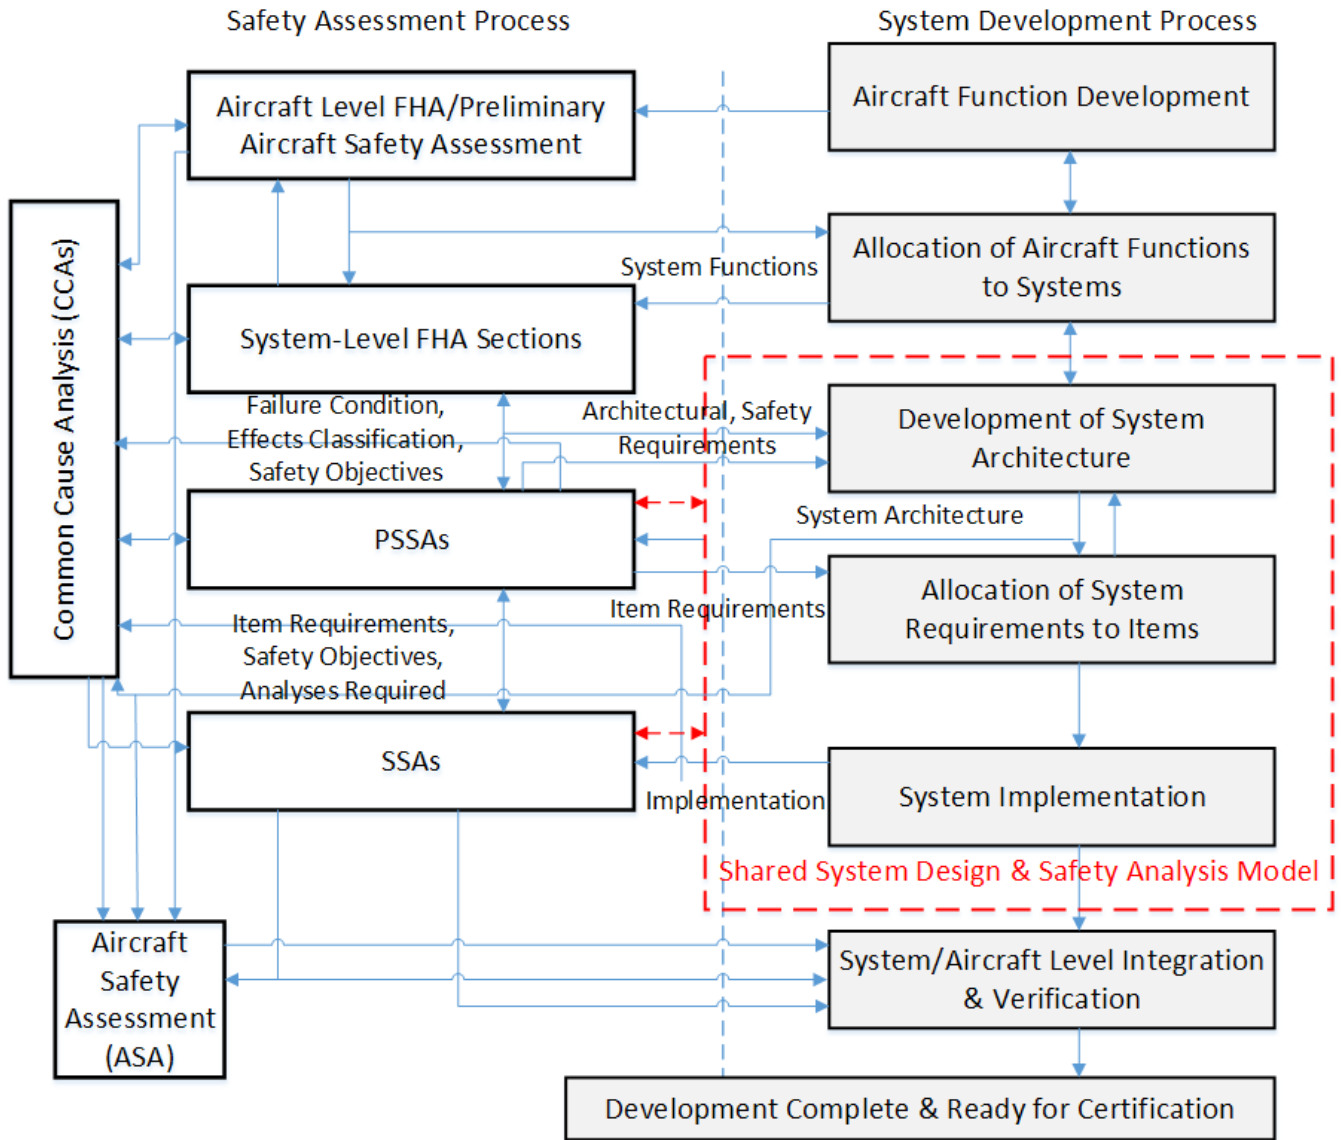 Safety Assessment Process
System Development Process
Aircraft Level FHA/Preliminary
Aircraft Safety Assessment
Aircraft Function Development
Allocation of Aircraft Functions
to Systems
System Functions
Common Cause Analysis (CCAs)
System-Level FHA Sections
Failure Condition,
Effects Classification,
Safety Objectives
Architectural, Safety
Requirements
Development of System
Architecture
System Architecture
PSSAs
Allocation of System
Requirements to Items
Item Requirements
Item Requirements,
Safety Objectives,
Analyses Required
SSAs
Implementation
System Implementation
Shared System Design & Safety Analysis Model
Aircraft
Safety
Assessment
(ASA)
System/Aircraft Level Integration
& Verification
Development Complete & Ready for Certification